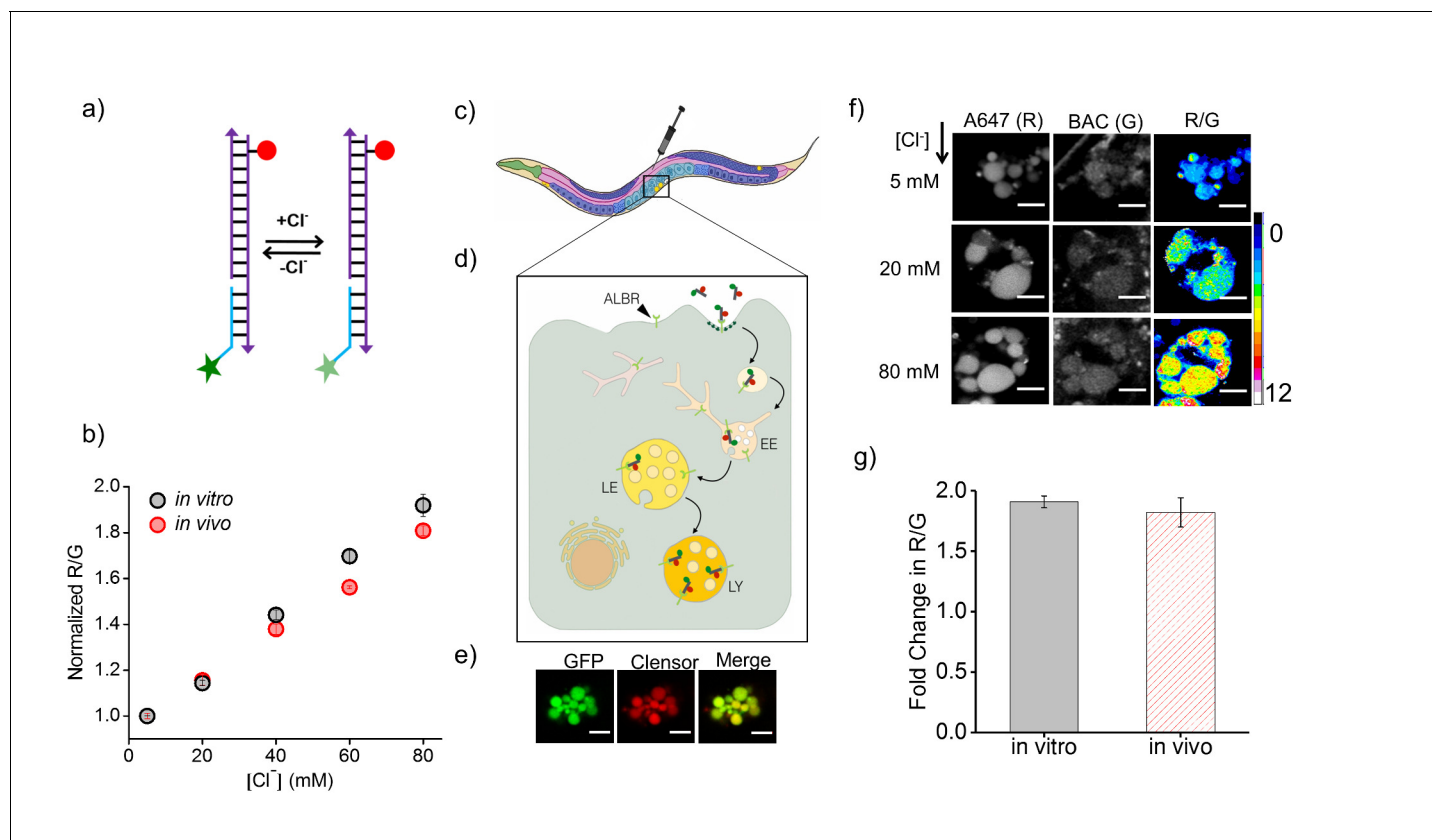 a)
+Cl⁻
-Cl⁻
b)
in vitro
in vivo
Normalized R/G
2.0
1.8
1.6
1.4
1.2
1.0
0
20
40
60
80
[Cl⁻] (mM)
c)
d)
ALBR
EE
LE
LY
e)
GFP
Clensor
Merge
f)
A647 (R)
BAC (G)
R/G
[Cl⁻]
5 mM
20 mM
80 mM
0
12
g)
Fold Change in R/G
2.0
1.5
2.0
0.5
0.0
in vitro
in vivo